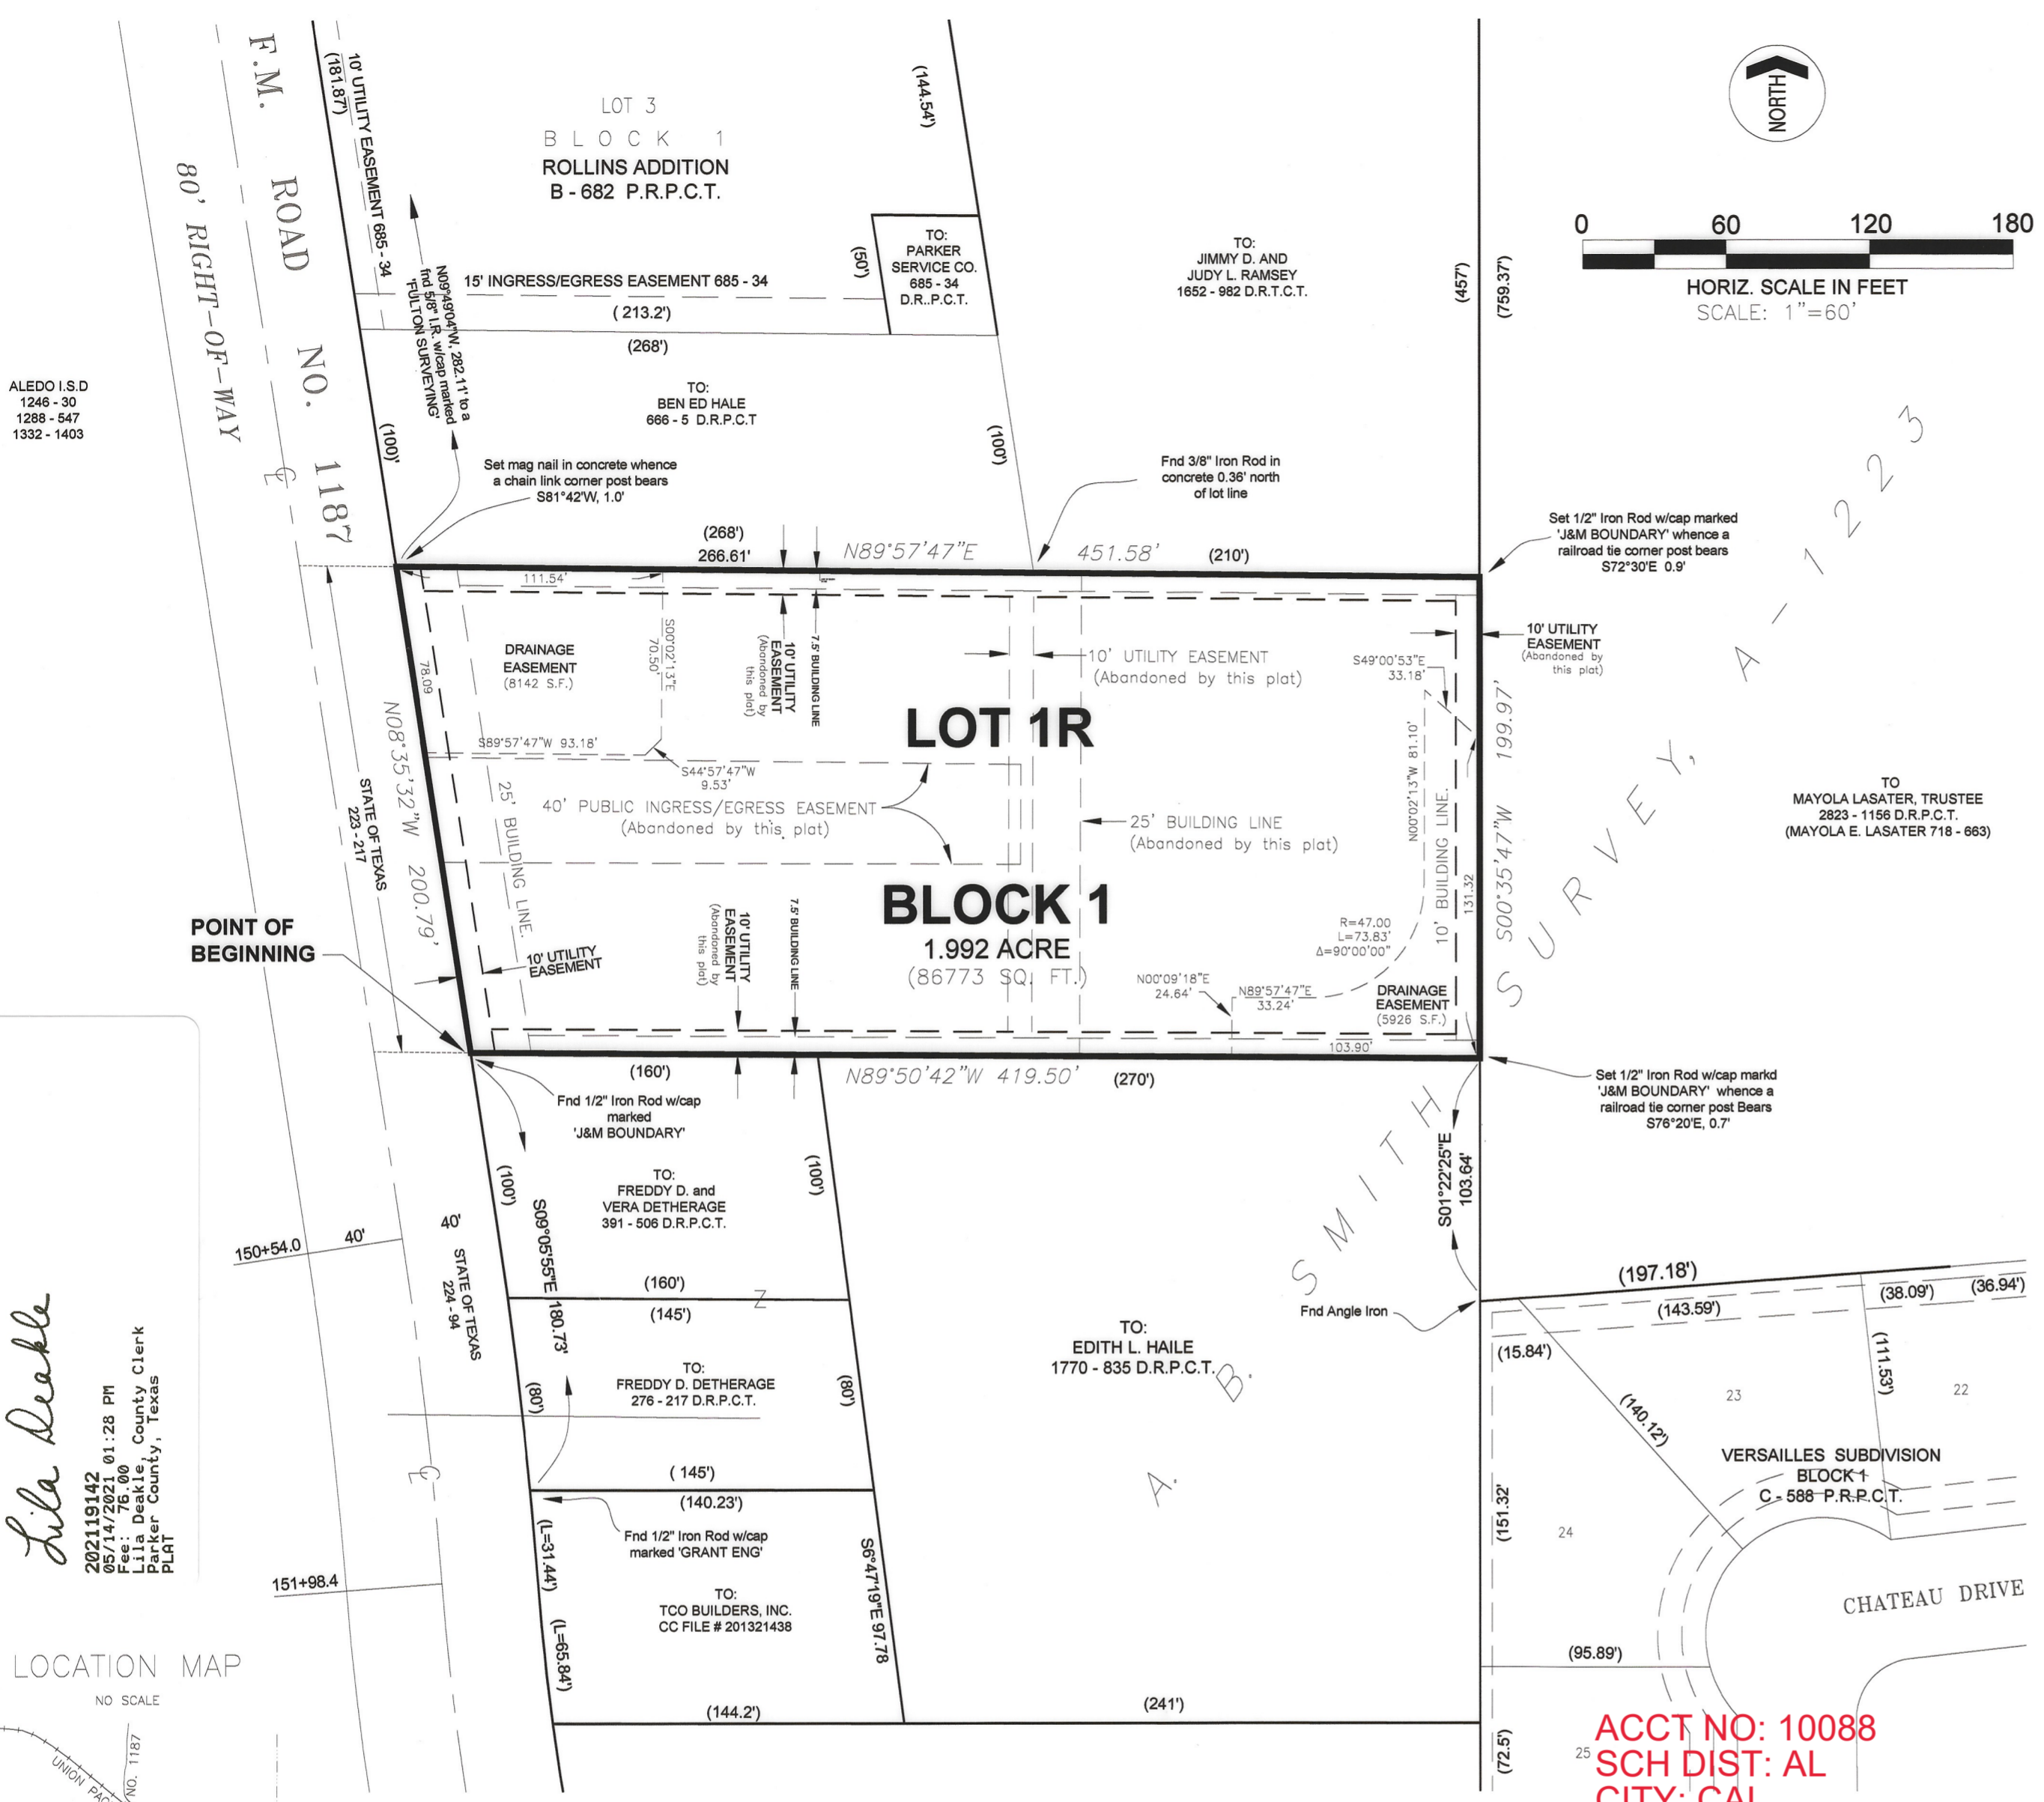 F.M. ROAD NO. 1187
80' RIGHT-OF-WAY
10' UTILITY EASEMENT 685 - 34
(181.87')
LOT 3
BLOCK 1
ROLLINS ADDITION
B - 682 P.R.P.C.T.
(144.54')
TO:
PARKER
SERVICE CO.
685 - 34
D.R..P.C.T.
(50')
15' INGRESS/EGRESS EASEMENT 685 - 34
( 213.2')
(268')
N09°49'04"W, 282.11' to a
fnd 5/8" I.R. w/cap marked
'FULTON SURVEYING'
TO:
JIMMY D. AND
JUDY L. RAMSEY
1652 - 982 D.R.T.C.T.
(457')
(759.37')
NORTH
0 60 120 180
HORIZ. SCALE IN FEET
SCALE: 1"=60'
ALEDO I.S.D
1246 - 30
1288 - 547
1332 - 1403
TO:
BEN ED HALE
666 - 5 D.R.P.C.T
(100)'
(100')
Set mag nail in concrete whence
a chain link corner post bears
S81°42'W, 1.0'
Fnd 3/8" Iron Rod in
concrete 0.36' north
of lot line
Set 1/2" Iron Rod w/cap marked
'J&M BOUNDARY' whence a
railroad tie corner post bears
S72°30'E 0.9'
(268')
266.61'
N89°57'47"E 451.58'
(210')
111.54'
DRAINAGE
EASEMENT
(8142 S.F.)
S00°02'13"E
70.50'
10' UTILITY
EASEMENT
(Abandoned by
this plat)
7.5' BUILDING LINE
10' UTILITY EASEMENT
(Abandoned by this plat)
S49°00'53"E
33.18'
10' UTILITY
EASEMENT
(Abandoned by
this plat)
78.09
LOT 1R
S89°57'47"W 93.18'
S44°57'47"W
9.53'
40' PUBLIC INGRESS/EGRESS EASEMENT
(Abandoned by this plat)
25' BUILDING LINE
(Abandoned by this plat)
N00°02'13"W 81.10'
10' BUILDING LINE.
131.32
S00°35'47"W 199.97'
TO
MAYOLA LASATER, TRUSTEE
2823 - 1156 D.R.P.C.T.
(MAYOLA E. LASATER 718 - 663)
N08°35'32"W 200.79'
STATE OF TEXAS
223 - 217
25' BUILDING LINE.
BLOCK 1
1.992 ACRE
(86773 SQ. FT.)
POINT OF
BEGINNING
10' UTILITY
EASEMENT
10' UTILITY
EASEMENT
(Abandoned by
this plat)
7.5' BUILDING LINE
R=47.00
L=73.83'
Δ=90°00'00"
N00°09'18"E
24.64'
N89°57'47"E
33.24'
DRAINAGE
EASEMENT
(5926 S.F.)
103.90'
(160')
N89°50'42"W 419.50'
(270')
A. B. SMITH SURVEY, A-1223
Fnd 1/2" Iron Rod w/cap
marked
'J&M BOUNDARY'
Set 1/2" Iron Rod w/cap markd
'J&M BOUNDARY' whence a
railroad tie corner post Bears
S76°20'E, 0.7'
S01°22'25"E
103.64'
(100')
(100')
TO:
FREDDY D. and
VERA DETHERAGE
391 - 506 D.R.P.C.T.
S09°05'55"E 180.73'
150+54.0
40'
40'
STATE OF TEXAS
224 - 94
(160')
Z
(145')
TO:
FREDDY D. DETHERAGE
276 - 217 D.R.P.C.T.
(80')
(80')
TO:
EDITH L. HAILE
1770 - 835 D.R.P.C.T.
Fnd Angle Iron
(197.18')
(143.59')
(38.09')
(36.94')
(15.84')
(111.53')
(140.12')
23
22
VERSAILLES SUBDIVISION
BLOCK 1
C - 588 P.R.P.C.T.
24
(151.32')
CHATEAU DRIVE
(95.89')
(72.5')
25
( 145')
(140.23')
Fnd 1/2" Iron Rod w/cap
marked 'GRANT ENG'
(L=31.44')
(L=65.84')
TO:
TCO BUILDERS, INC.
CC FILE # 201321438
S6°47'19"E 97.78
(144.2')
(241')
151+98.4
Lila Deakle
202119142
05/14/2021 01:28 PM
Fee: 76.00
Lila Deakle, County Clerk
Parker County, Texas
PLAT
LOCATION MAP
NO SCALE
UNION PAC
NO. 1187
ACCT NO: 10088
SCH DIST: AL
CITY: CAL